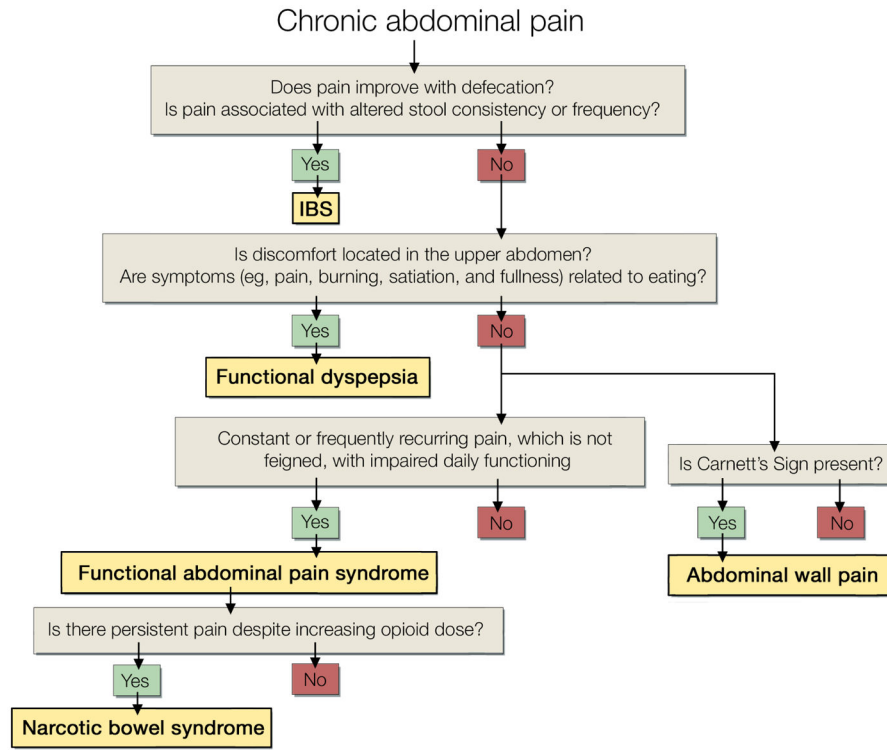 Chronic abdominal pain
Does pain improve with defecation?
Is pain associated with altered stool consistency or frequency?
Yes
No
IBS
Is discomfort located in the upper abdomen?
Are symptoms (eg, pain, burning, satiation, and fullness) related to eating?
Yes
No
Functional dyspepsia
Constant or frequently recurring pain, which is not
feigned, with impaired daily functioning
Is Carnett's Sign present?
Yes
No
Yes
No
Functional abdominal pain syndrome
Abdominal wall pain
Is there persistent pain despite increasing opioid dose?
Yes
No
Narcotic bowel syndrome